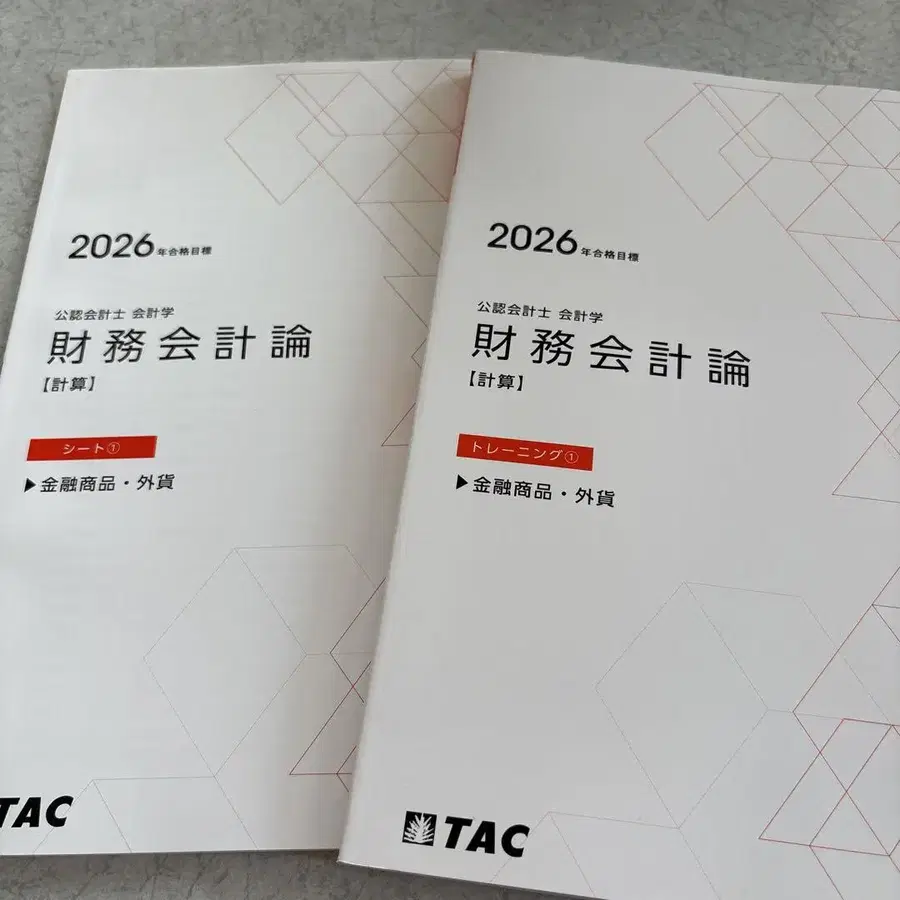 2026年合格目標
公認会計士 会計学
財務会計論
【計算】
シート①
▶金融商品・外貨
TAC
2026年合格目標
公認会計士 会計学
財務会計論
【計算】
トレーニング①
▶金融商品・外貨
TAC